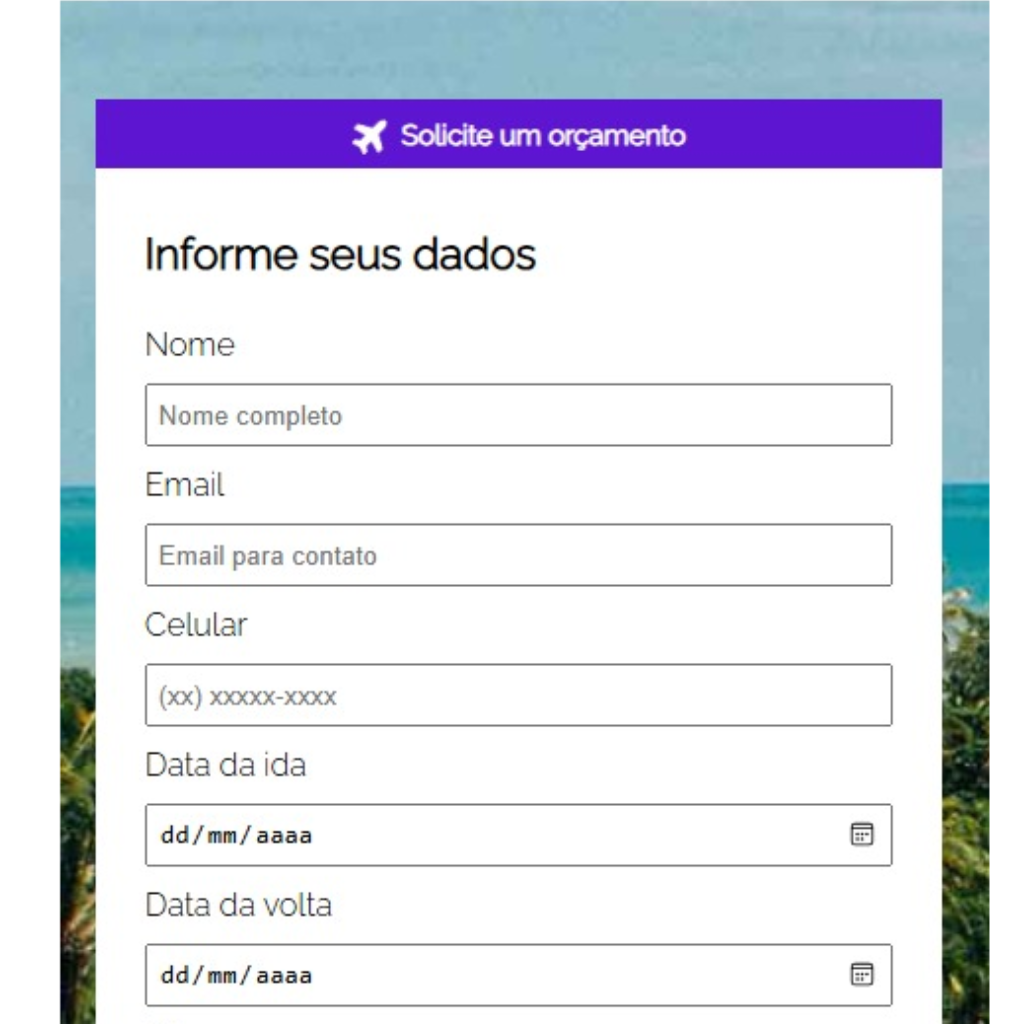 Solicite um orçamento
Informe seus dados
Nome
Nome completo
Email
Email para contato
Celular
(xx) xxxxx-xxxx
Data da ida
dd/mm/aaaa
Data da volta
dd/mm/aaaa